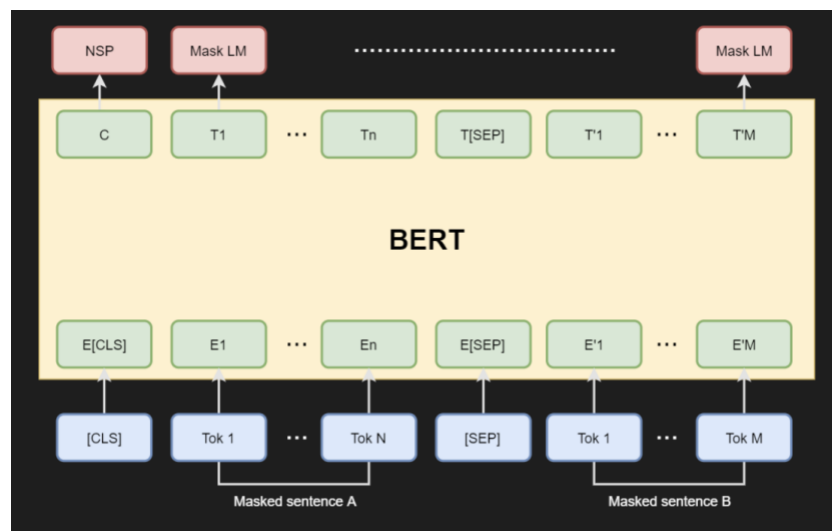 NSP Mask LM Mask LM
C T1 ... Tn T[SEP] T'1 ... T'M
BERT
E[CLS] E1 ... En E[SEP] E'1 ... E'M
[CLS] Tok 1 ... Tok N [SEP] Tok 1 ... Tok M
Masked sentence A Masked sentence B